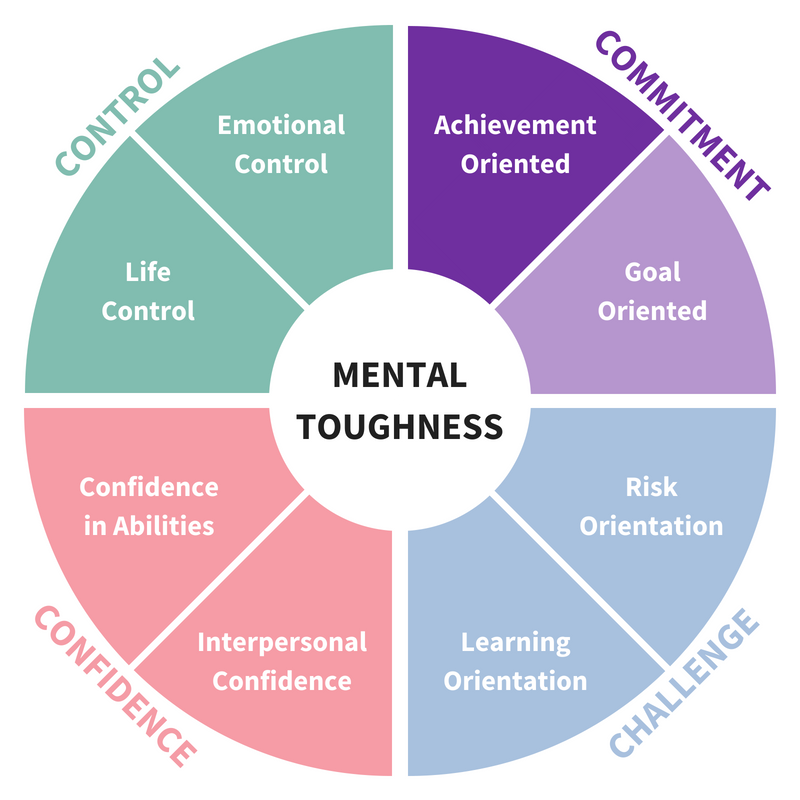 CONTROL
COMMITMENT
Emotional
Control
Achievement
Oriented
Life
Control
Goal
Oriented
MENTAL
TOUGHNESS
Confidence
in Abilities
Risk
Orientation
Interpersonal
Confidence
Learning
Orientation
CONFIDENCE
CHALLENGE